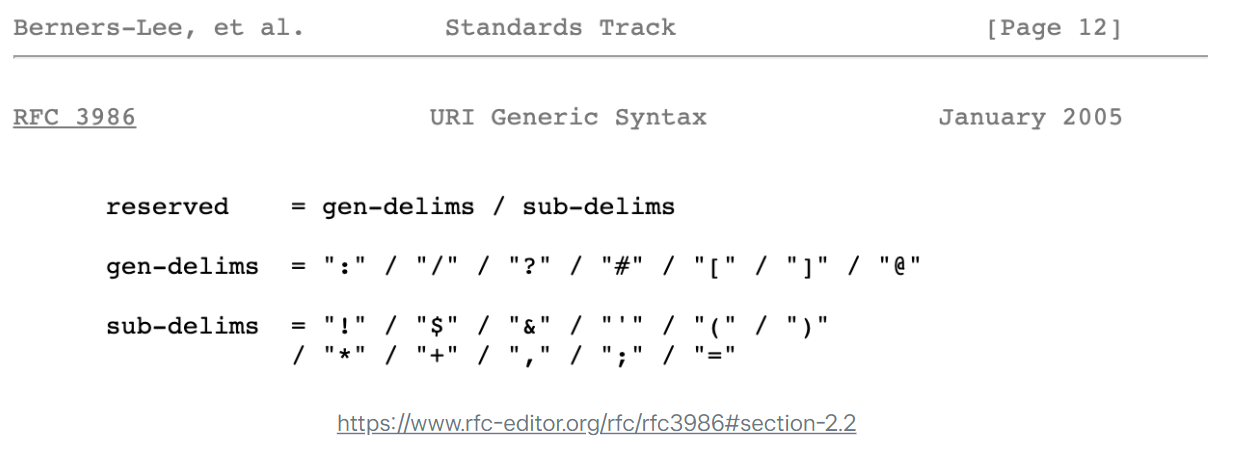 Berners-Lee, et al. Standards Track [Page 12]
RFC 3986 URI Generic Syntax January 2005
reserved = gen-delims / sub-delims
gen-delims = ":" / "/" / "?" / "#" / "[" / "]" / "@"
sub-delims = "!" / "$" / "&" / "'" / "(" / ")"
/ "*" / "+" / "," / ";" / "="
https://www.rfc-editor.org/rfc/rfc3986#section-2.2